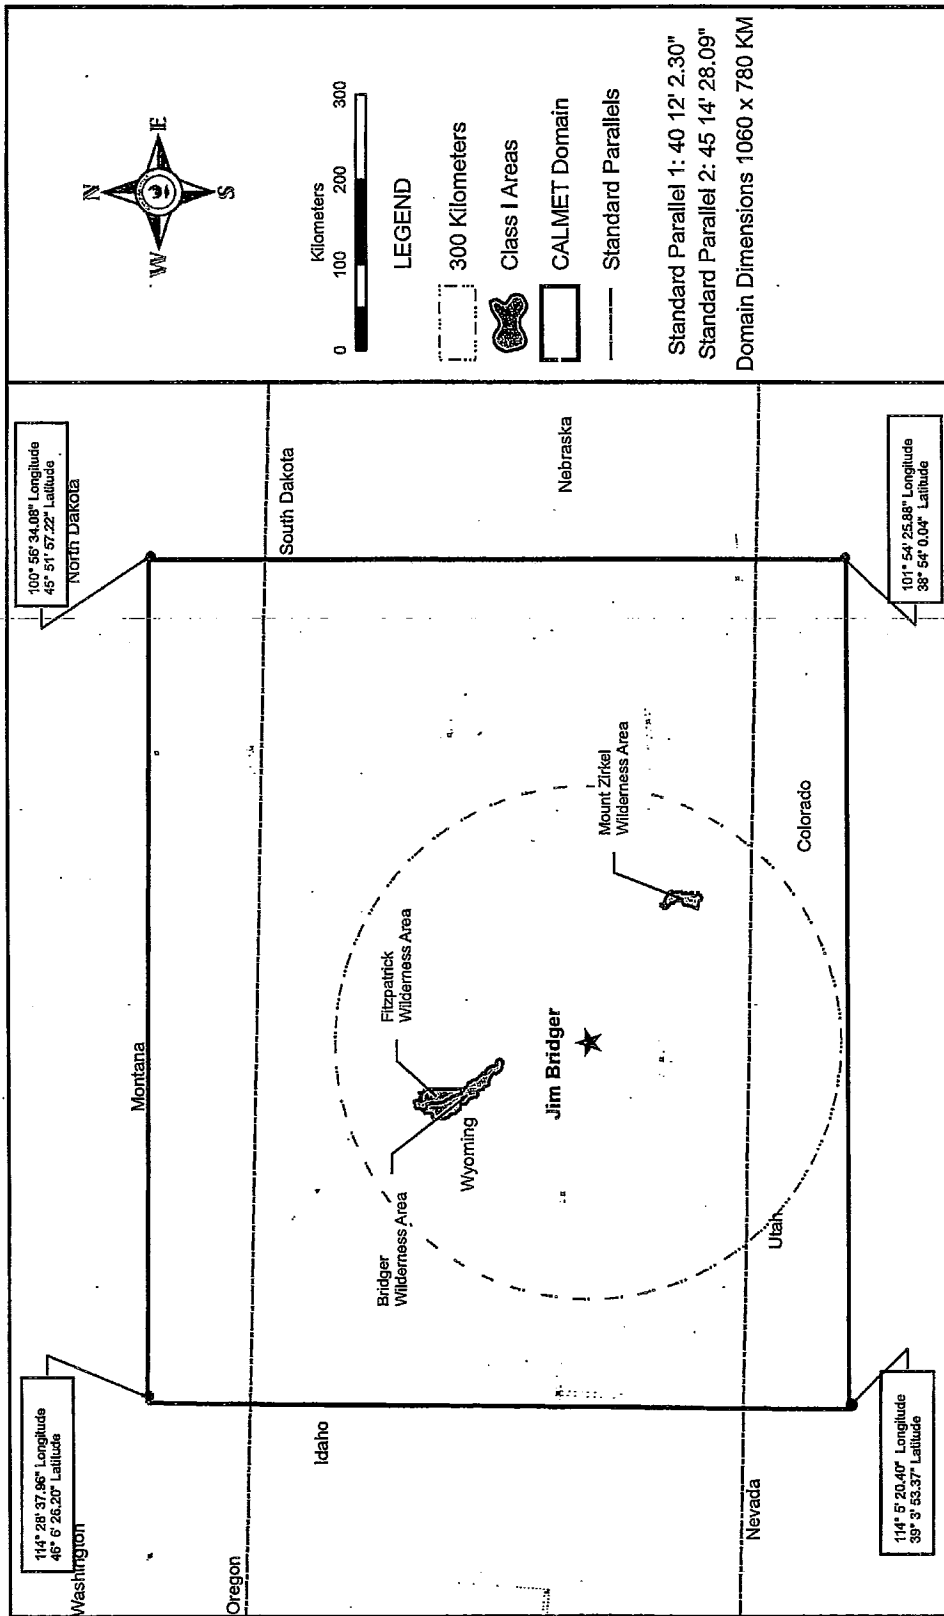 114° 28' 37.96" Longitude
46° 6' 26.20" Latitude
Washington
100° 56' 34.08" Longitude
45° 51' 57.22" Latitude
North Dakota
Montana
Oregon
South Dakota
Idaho
Bridger
Wilderness Area
Fitzpatrick
Wilderness Area
Wyoming
Jim Bridger
Nebraska
Mount Zirkel
Wilderness Area
Nevada
Utah
Colorado
114° 5' 20.40" Longitude
39° 3' 53.37" Latitude
101° 54' 25.88" Longitude
38° 54' 0.04" Latitude
N
W
E
S
Kilometers
0 100 200 300
LEGEND
300 Kilometers
Class I Areas
CALMET Domain
Standard Parallels
Standard Parallel 1: 40 12' 2.30"
Standard Parallel 2: 45 14' 28.09"
Domain Dimensions 1060 x 780 KM